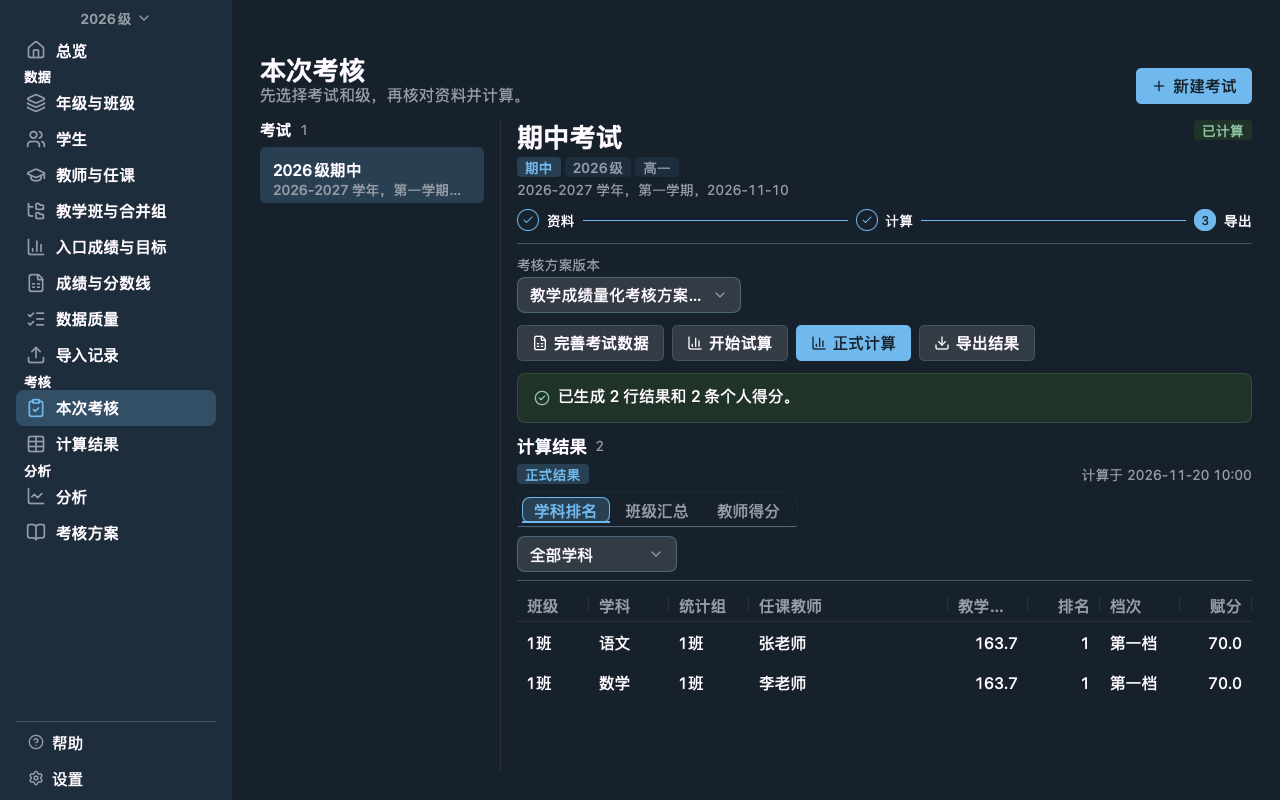 2026级
总览
数据
年级与班级
学生
教师与任课
教学班与合并组
入口成绩与目标
成绩与分数线
数据质量
导入记录
考核
本次考核
计算结果
分析
分析
考核方案
帮助
设置
本次考核
先选择考试和级，再核对资料并计算。
新建考试
考试 1
2026级期中
2026-2027 学年，第一学期...
期中考试
已计算
期中 2026级 高一
2026-2027 学年，第一学期，2026-11-10
资料 计算 3 导出
考核方案版本
教学成绩量化考核方案...
完善考试数据 开始试算 正式计算 导出结果
已生成 2 行结果和 2 条个人得分。
计算结果 2
正式结果 计算于 2026-11-20 10:00
学科排名 班级汇总 教师得分
全部学科
班级 学科 统计组 任课教师 教学... 排名 档次 赋分
1班 语文 1班 张老师 163.7 1 第一档 70.0
1班 数学 1班 李老师 163.7 1 第一档 70.0